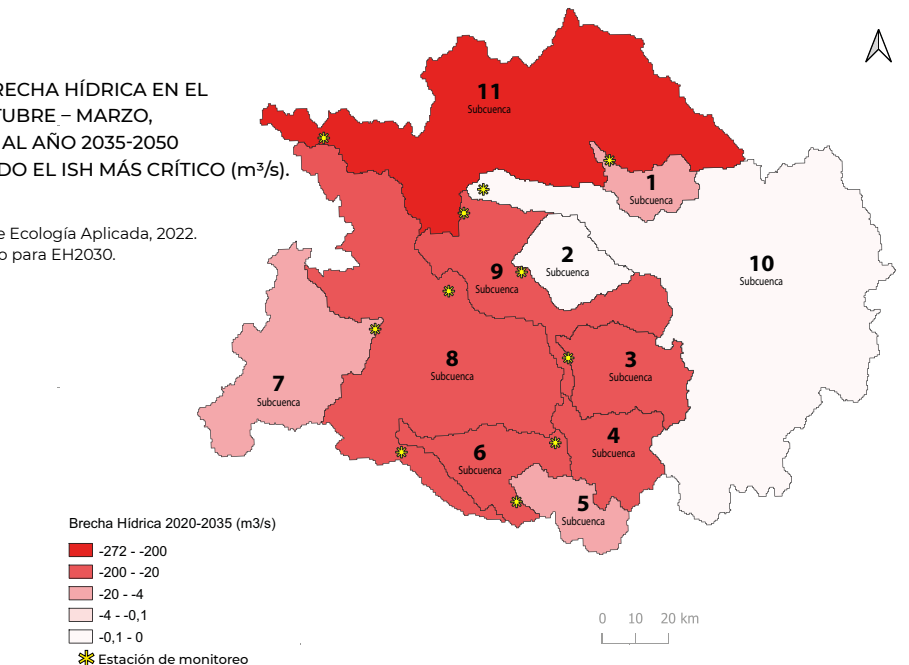 RECHA HÍDRICA EN EL
TUBRE – MARZO,
AL AÑO 2035-2050
DO EL ISH MÁS CRÍTICO (m³/s).
e Ecología Aplicada, 2022.
o para EH2030.
11
Subcuenca
1
Subcuenca
2
Subcuenca
10
Subcuenca
9
Subcuenca
8
Subcuenca
3
Subcuenca
7
Subcuenca
4
Subcuenca
6
Subcuenca
5
Subcuenca
Brecha Hídrica 2020-2035 (m3/s)
-272 - -200
-200 - -20
-20 - -4
-4 - -0,1
-0,1 - 0
Estación de monitoreo
0 10 20 km